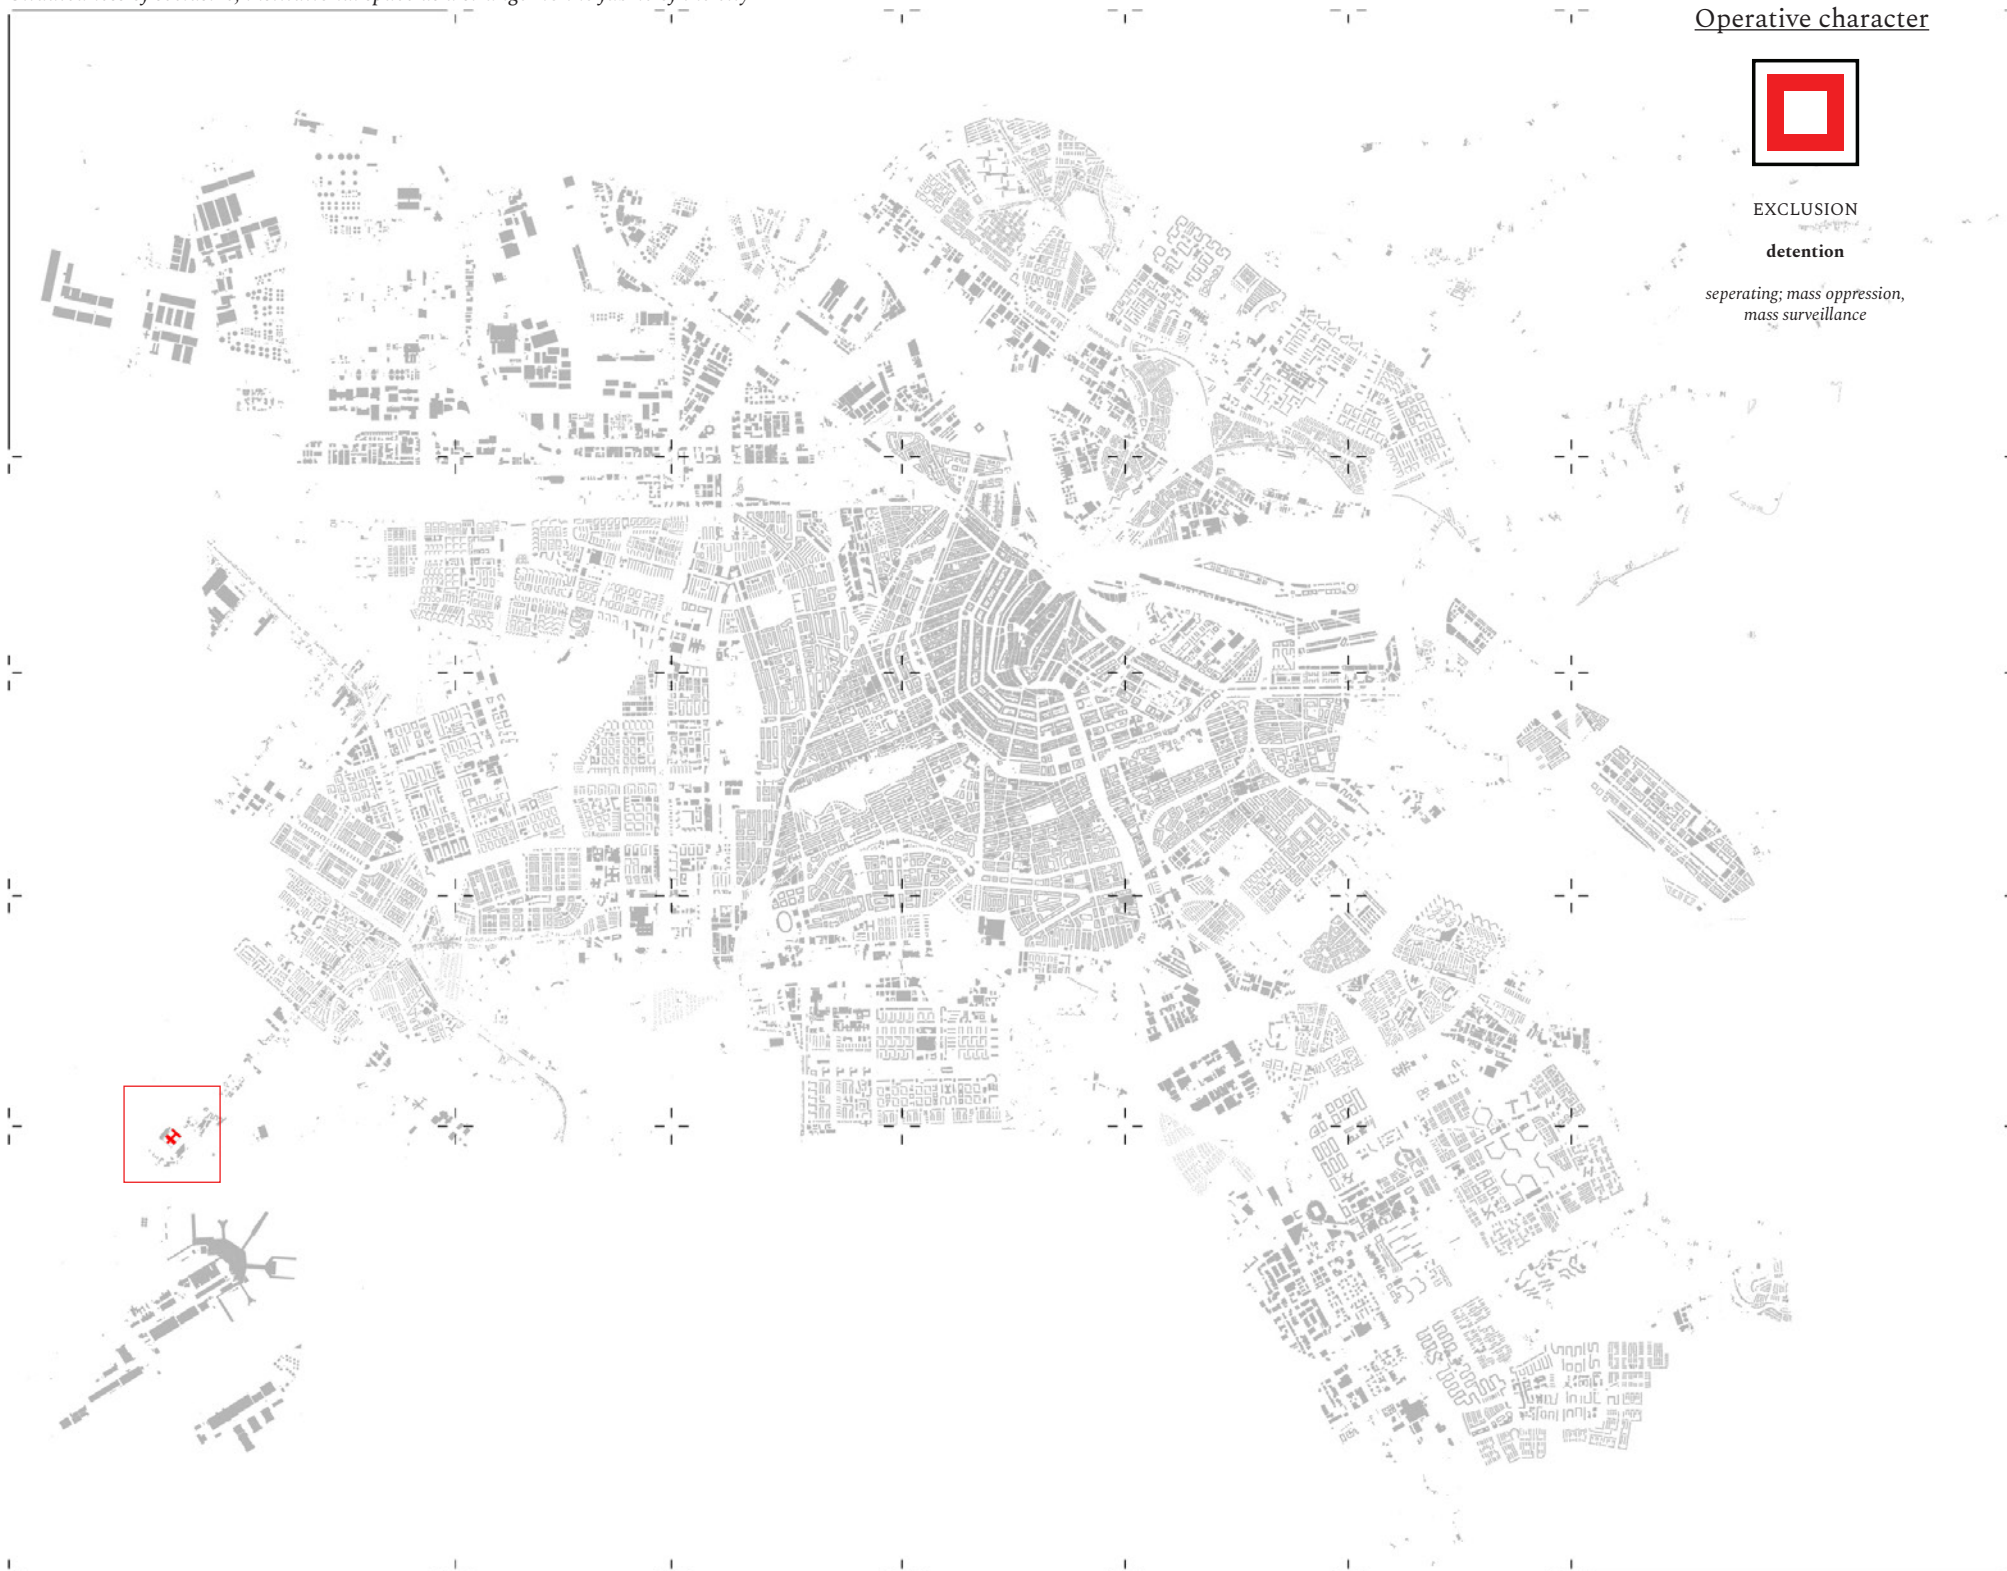 Operative character
EXCLUSION
detention
seperating; mass oppression,
mass surveillance